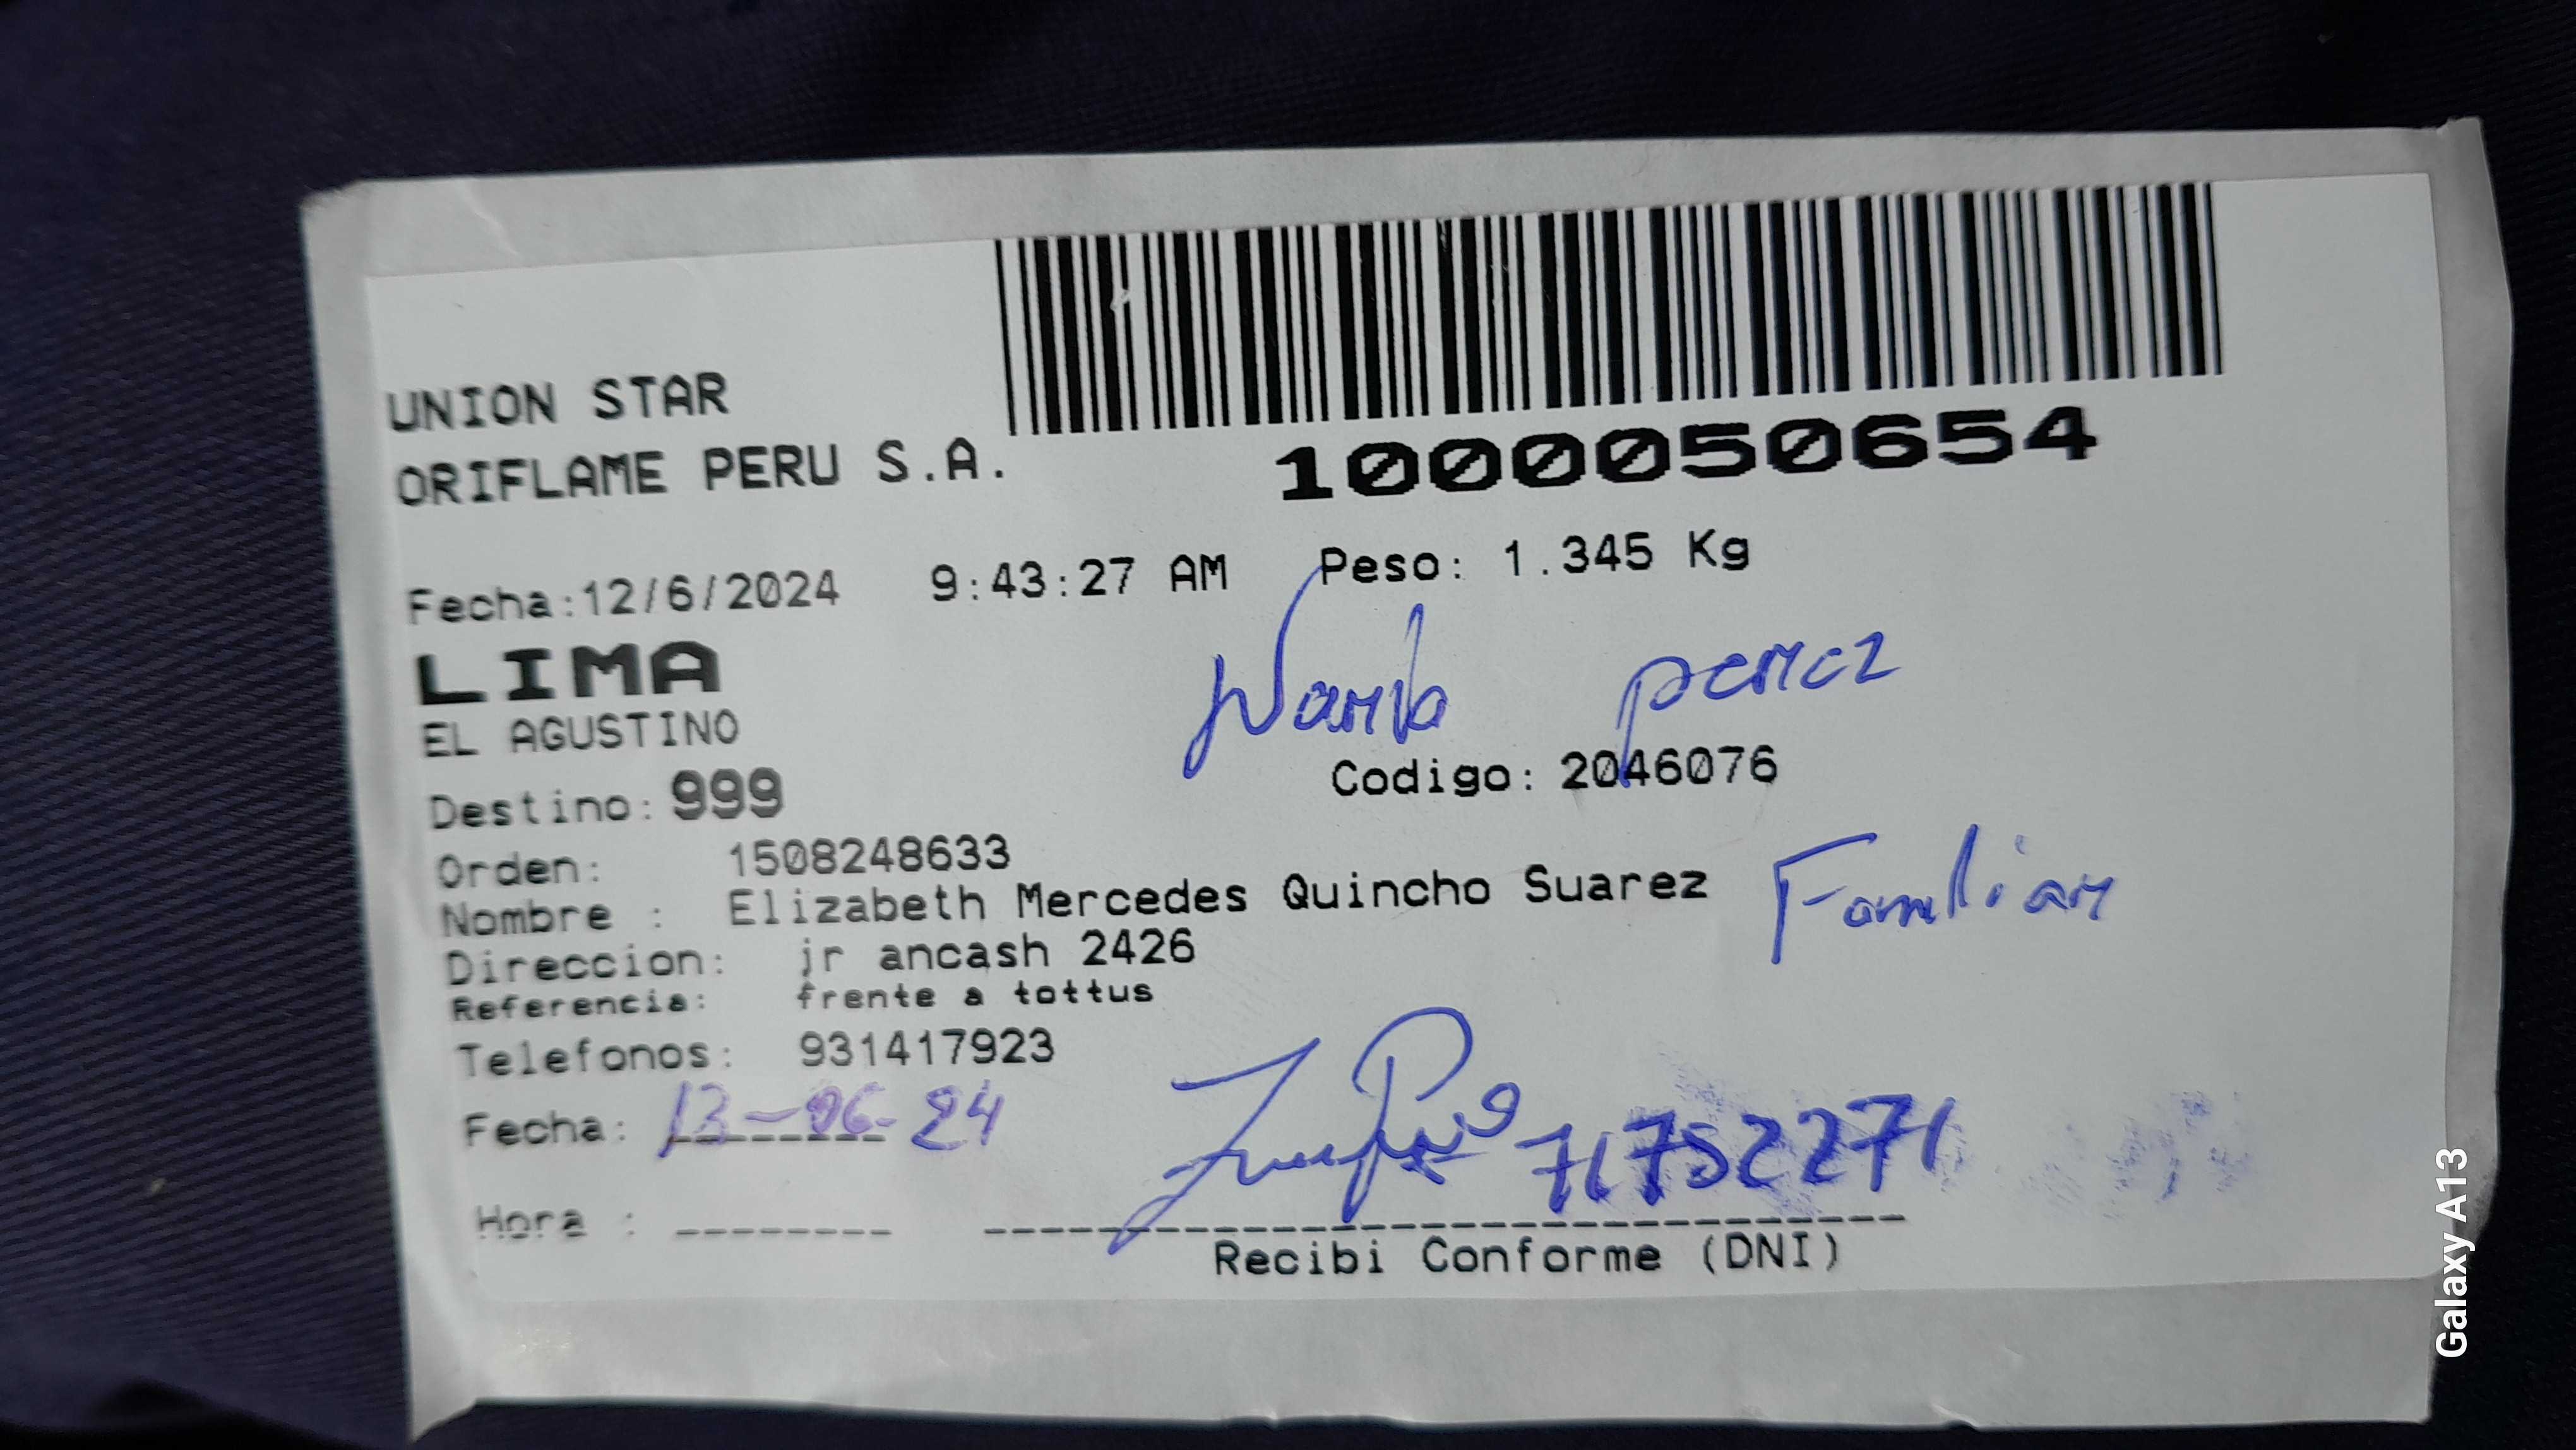 UNION STAR
ORIFLAME PERU S.A.
1000050654
Fecha:12/6/2024 9:43:27 AM Peso: 1.345 Kg
LIMA
EL AGUSTINO
perez
Destino: 999 Codigo: 2046076
Orden: 1508248633
Nombre : Elizabeth Mercedes Quincho Suarez
Familiar
Direccion: jr ancash 2426
Referencia: frente a tottus
Telefonos: 931417923
Fecha: 13-06-24
71752271
Hora :
Recibi Conforme (DNI)
Galaxy A13